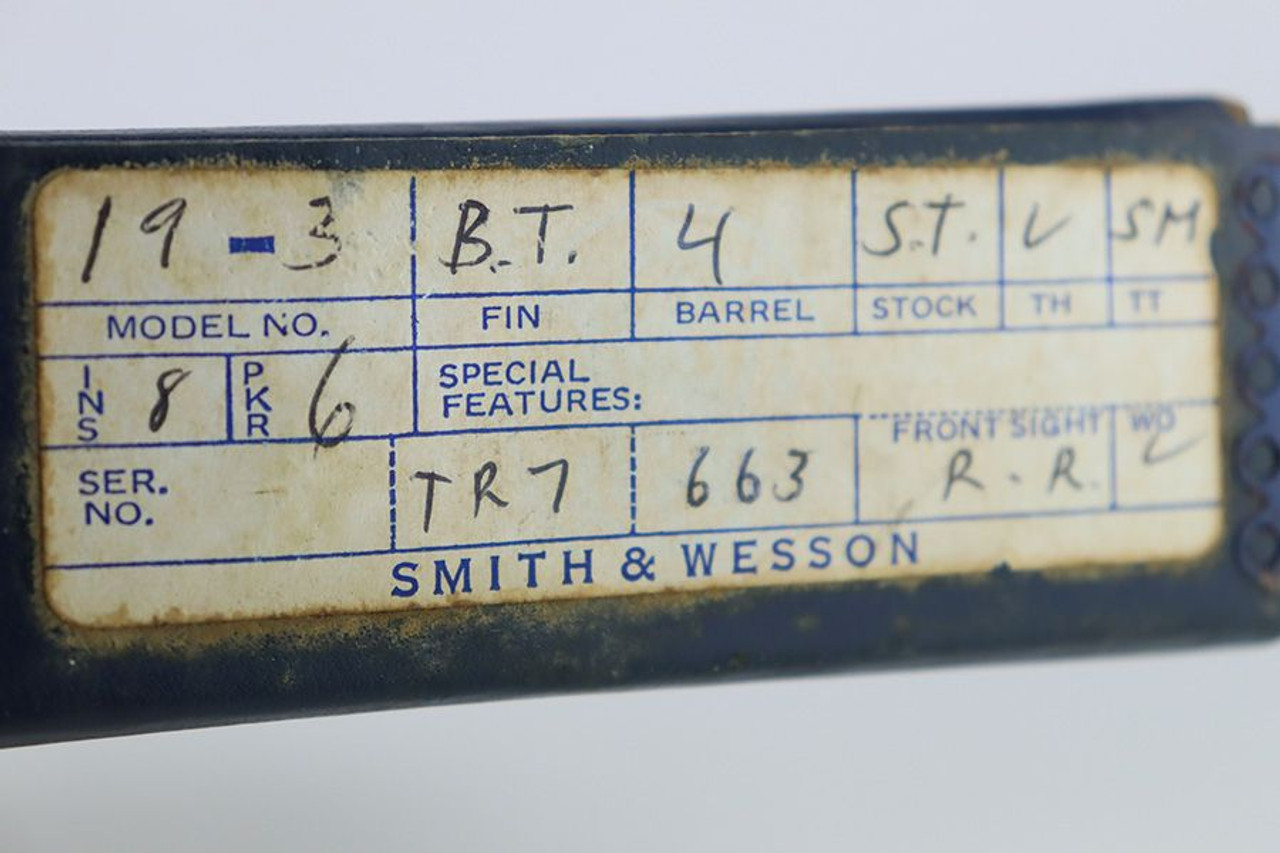 19-3 B.T. 4 S.T. V SM
MODEL NO. FIN BARREL STOCK TH TT
INS 8 PKR 6 SPECIAL
FEATURES:
FRONT SIGHT WO
SER. NO. TR7 663 R.R. L
SMITH & WESSON